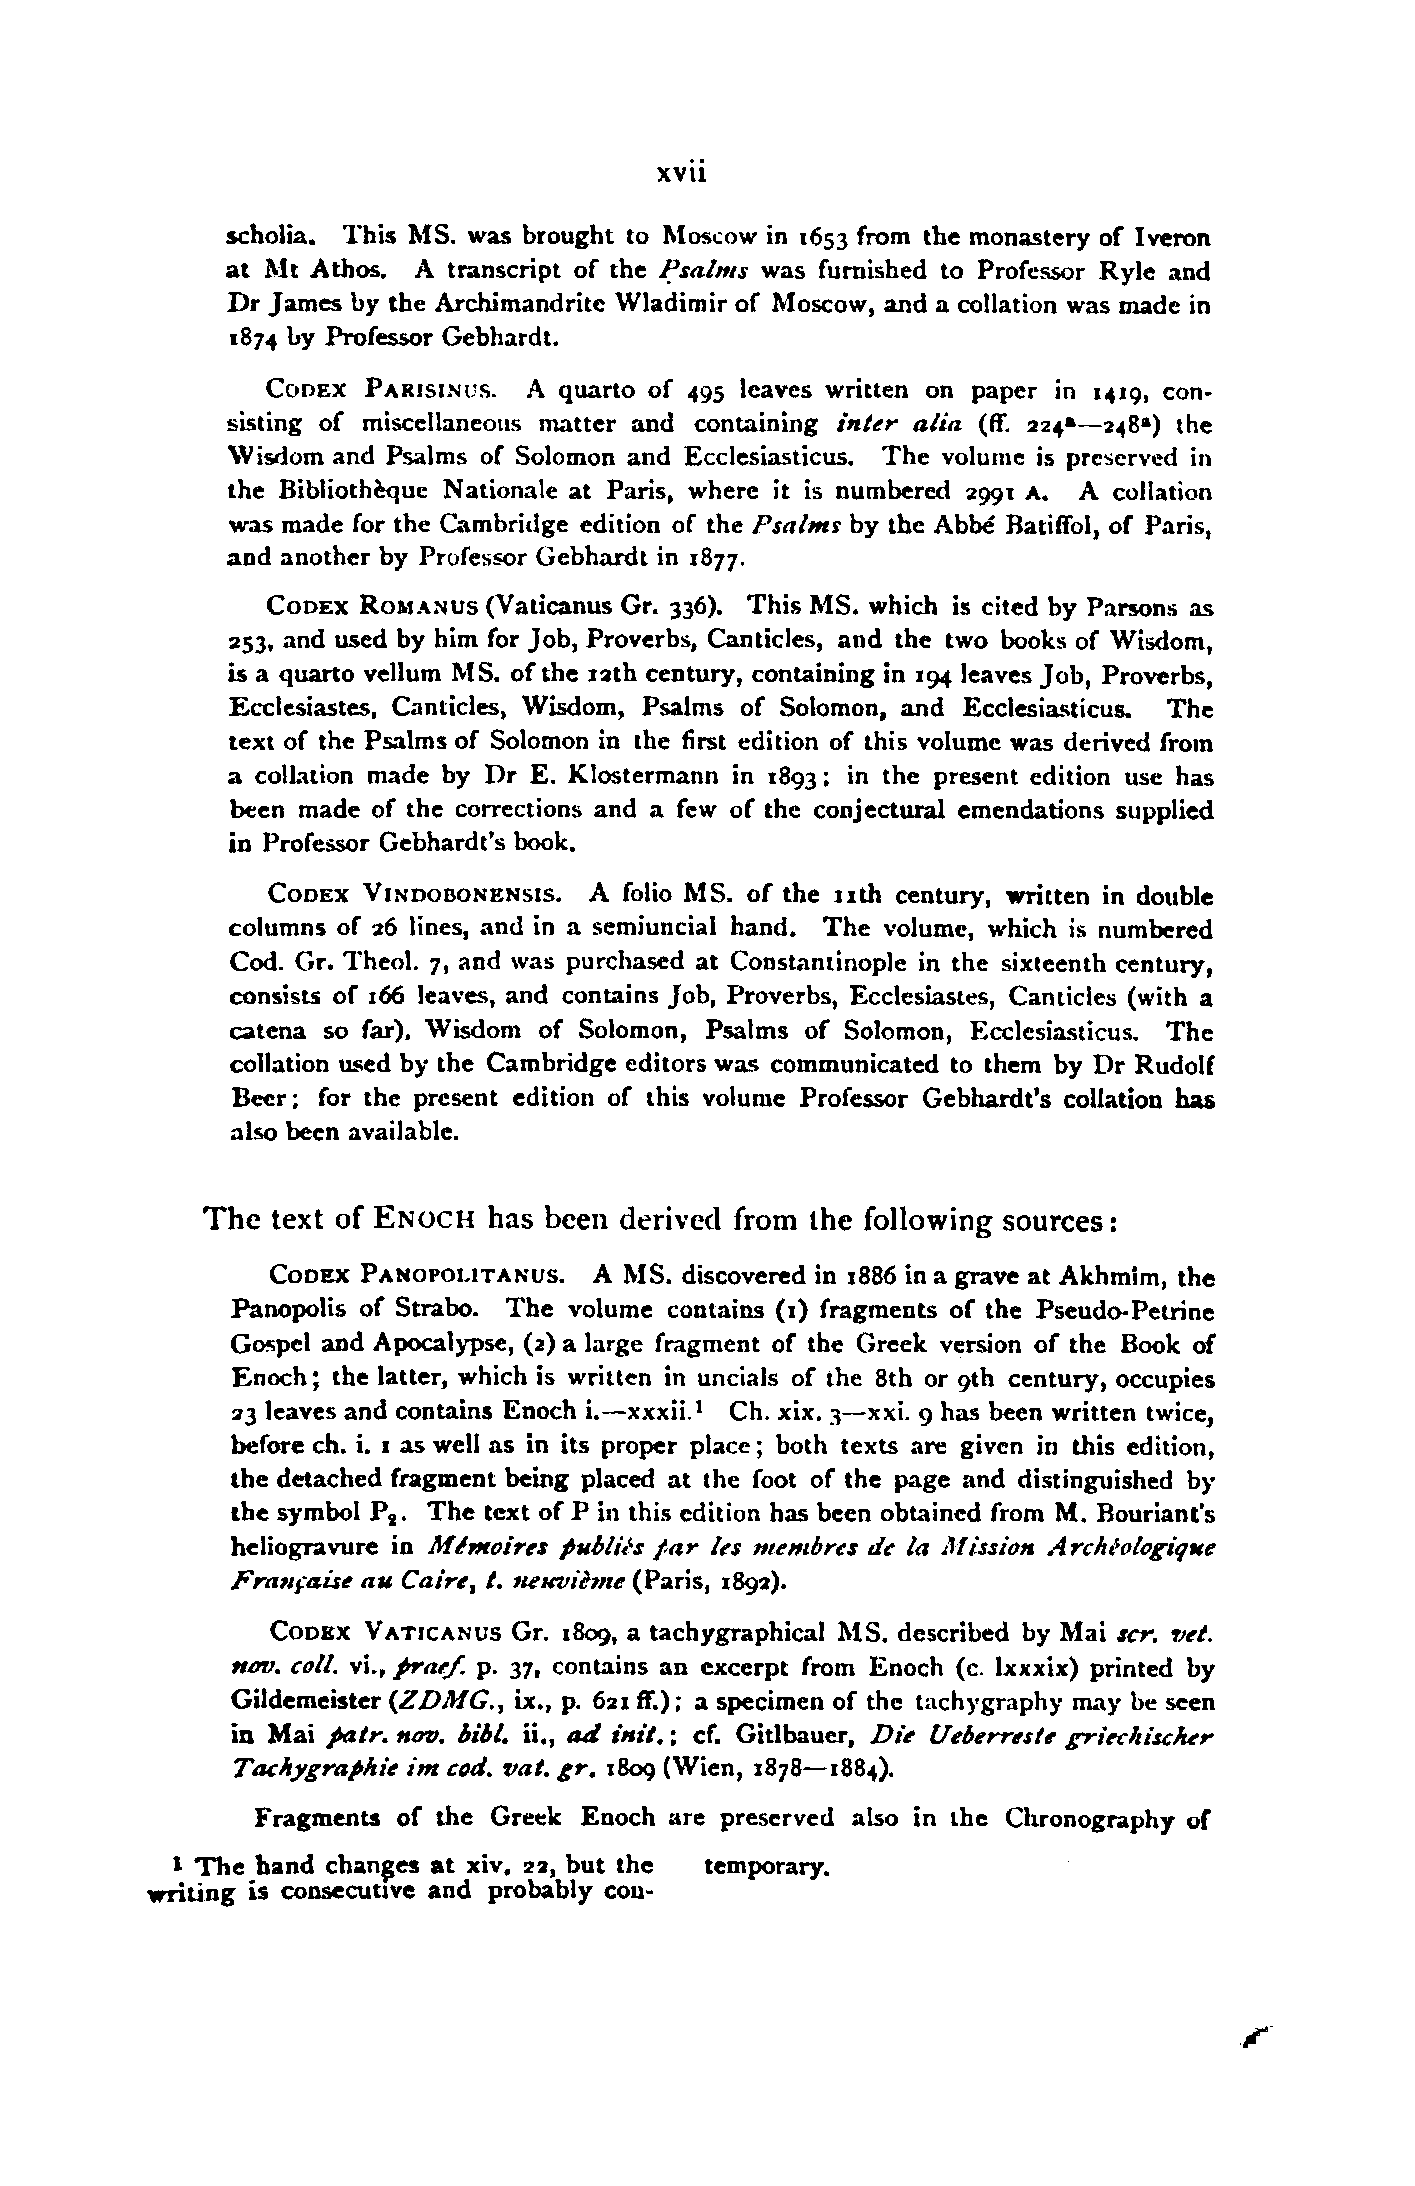 xvii
scholia. This MS. was brought to Moscow in 1653 from the monastery of Iveron
at Mt Athos. A transcript of the Psalms was furnished to Professor Ryle and
Dr James by the Archimandrite Wladimir of Moscow, and a collation was made in
1874 by Professor Gebhardt.
CODEX PARISINUS. A quarto of 495 leaves written on paper in 1419, con-
sisting of miscellaneous matter and containing inter alia (ff. 224ᵃ—248ᵃ) the
Wisdom and Psalms of Solomon and Ecclesiasticus. The volume is preserved in
the Bibliothèque Nationale at Paris, where it is numbered 2991 A. A collation
was made for the Cambridge edition of the Psalms by the Abbé Batiffol, of Paris,
and another by Professor Gebhardt in 1877.
CODEX ROMANUS (Vaticanus Gr. 336). This MS. which is cited by Parsons as
253, and used by him for Job, Proverbs, Canticles, and the two books of Wisdom,
is a quarto vellum MS. of the 12th century, containing in 194 leaves Job, Proverbs,
Ecclesiastes, Canticles, Wisdom, Psalms of Solomon, and Ecclesiasticus. The
text of the Psalms of Solomon in the first edition of this volume was derived from
a collation made by Dr E. Klostermann in 1893; in the present edition use has
been made of the corrections and a few of the conjectural emendations supplied
in Professor Gebhardt's book.
CODEX VINDOBONENSIS. A folio MS. of the 11th century, written in double
columns of 26 lines, and in a semiuncial hand. The volume, which is numbered
Cod. Gr. Theol. 7, and was purchased at Constantinople in the sixteenth century,
consists of 166 leaves, and contains Job, Proverbs, Ecclesiastes, Canticles (with a
catena so far), Wisdom of Solomon, Psalms of Solomon, Ecclesiasticus. The
collation used by the Cambridge editors was communicated to them by Dr Rudolf
Beer; for the present edition of this volume Professor Gebhardt's collation has
also been available.
The text of ENOCH has been derived from the following sources:
CODEX PANOPOLITANUS. A MS. discovered in 1886 in a grave at Akhmim, the
Panopolis of Strabo. The volume contains (1) fragments of the Pseudo-Petrine
Gospel and Apocalypse, (2) a large fragment of the Greek version of the Book of
Enoch; the latter, which is written in uncials of the 8th or 9th century, occupies
23 leaves and contains Enoch i.—xxxii.¹ Ch. xix. 3—xxi. 9 has been written twice,
before ch. i. 1 as well as in its proper place; both texts are given in this edition,
the detached fragment being placed at the foot of the page and distinguished by
the symbol P₂. The text of P in this edition has been obtained from M. Bouriant's
heliogravure in Mémoires publiés par les membres de la Mission Archéologique
Française au Caire, t. neuvième (Paris, 1892).
CODEX VATICANUS Gr. 1809, a tachygraphical MS. described by Mai scr. vet.
nov. coll. vi., praef. p. 37, contains an excerpt from Enoch (c. lxxxix) printed by
Gildemeister (ZDMG., ix., p. 621 ff.); a specimen of the tachygraphy may be seen
in Mai patr. nov. bibl. ii., ad init.; cf. Gitlbauer, Die Ueberreste griechischer
Tachygraphie im cod. vat. gr. 1809 (Wien, 1878—1884).
Fragments of the Greek Enoch are preserved also in the Chronography of
¹ The hand changes at xiv. 22, but the
writing is consecutive and probably con-
temporary.